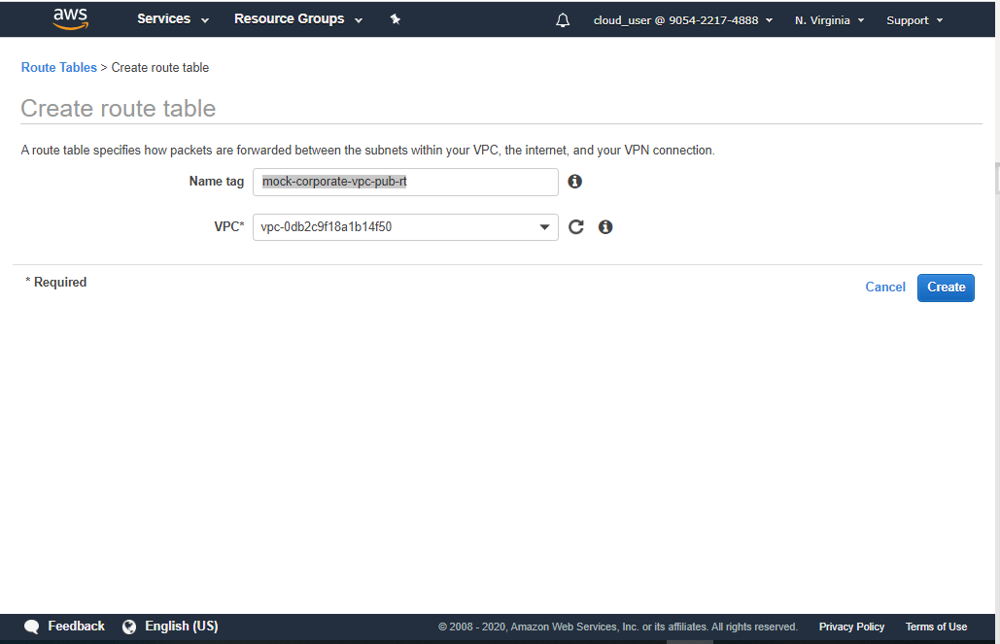 aws Services Resource Groups cloud_user @ 9054-2217-4888 N. Virginia Support
Route Tables > Create route table
Create route table
A route table specifies how packets are forwarded between the subnets within your VPC, the internet, and your VPN connection.
Name tag mock-corporate-vpc-pub-rt
VPC* vpc-0db2c9f18a1b14f50
* Required
Cancel Create
Feedback English (US) © 2008 - 2020, Amazon Web Services, Inc. or its affiliates. All rights reserved. Privacy Policy Terms of Use